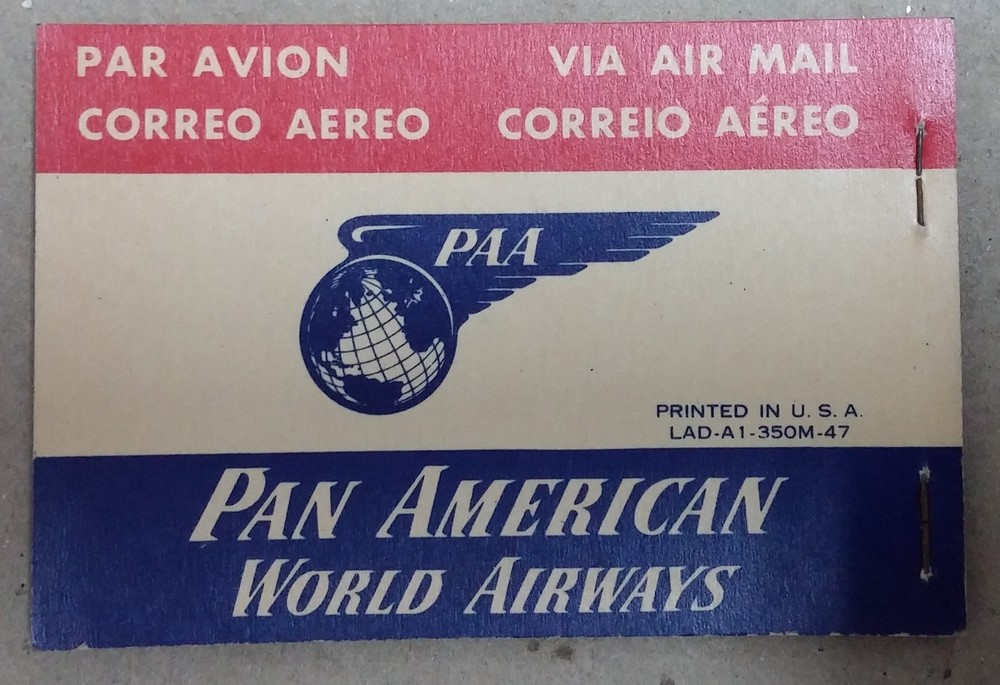 PAR AVION VIA AIR MAIL
CORREO AEREO CORREIO AÉREO
PAA
PRINTED IN U. S. A.
LAD-A1-350M-47
PAN AMERICAN
WORLD AIRWAYS